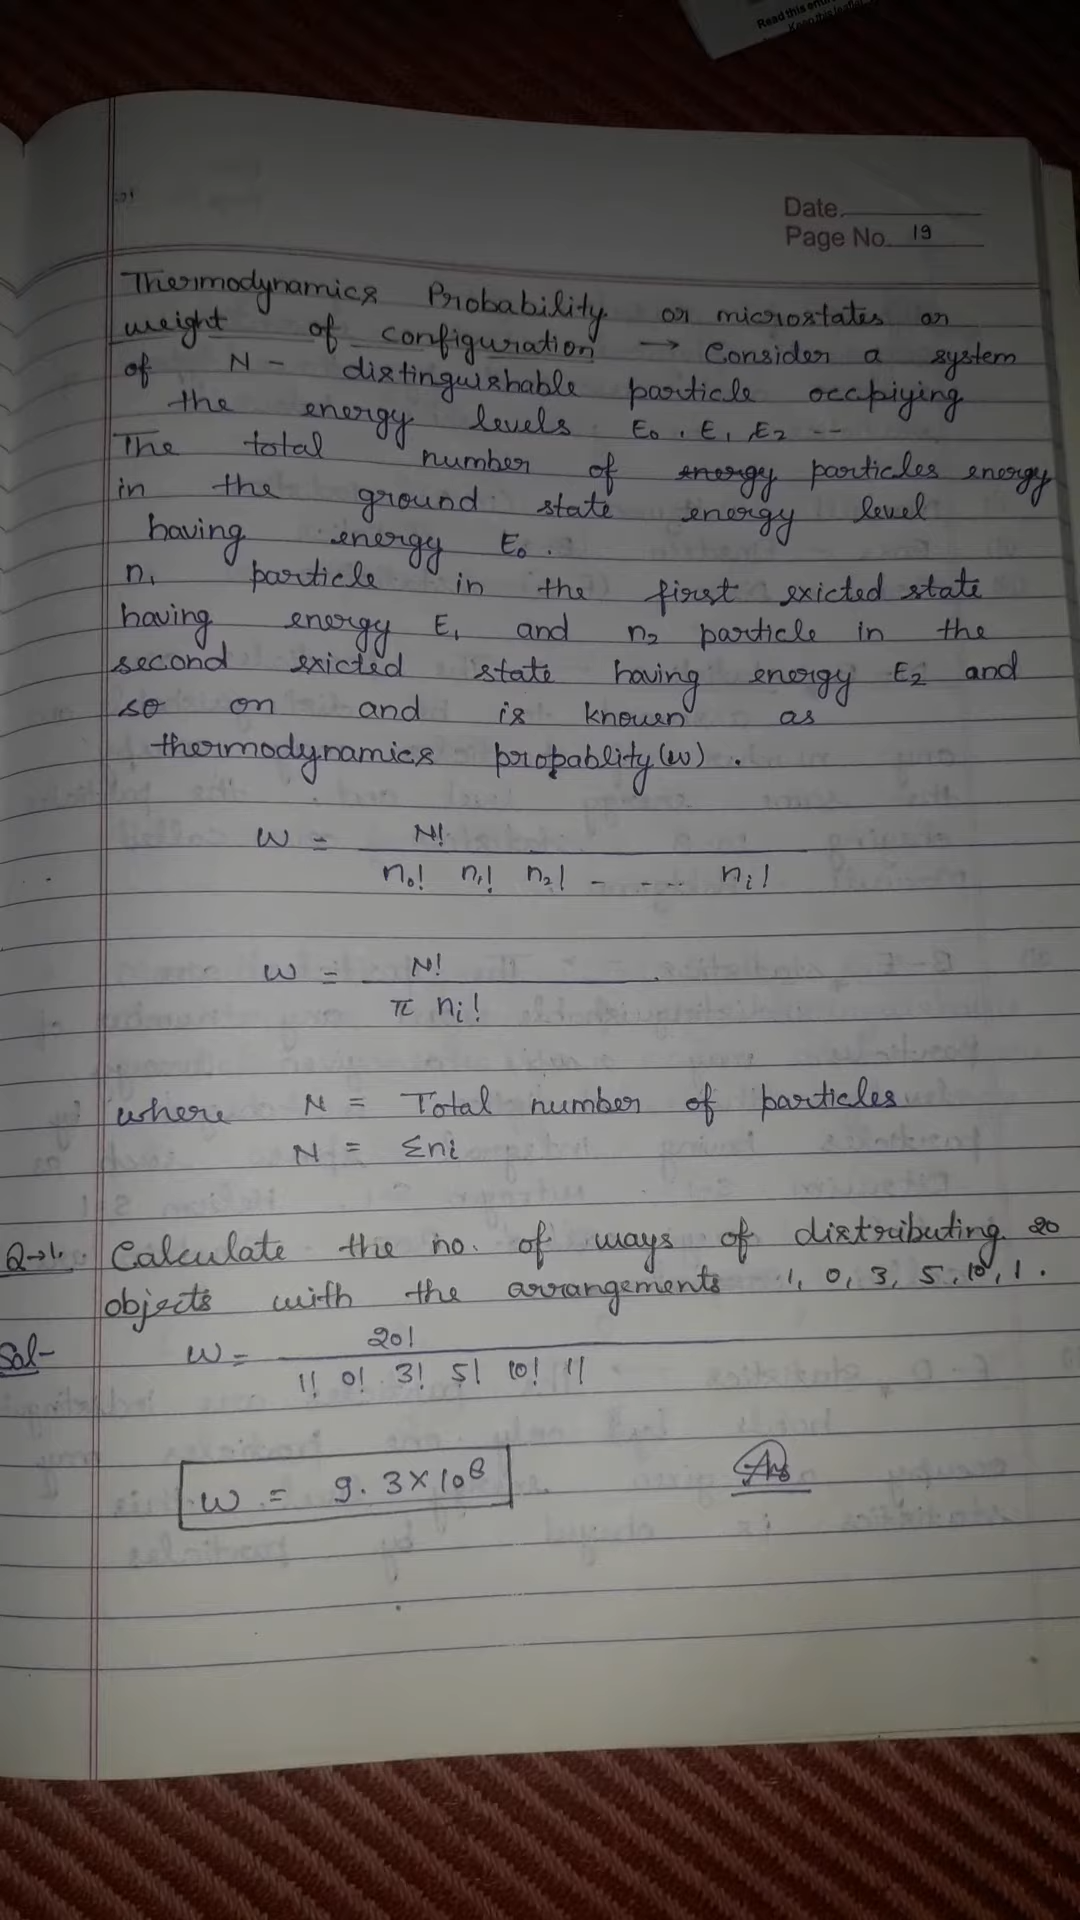 Read this
Date.
Page No. 19
Thermodynamics Probability or microstates or
weight of configuration → Consider a system
of N- distinguishable particle occpiying
the energy levels E₀, E₁, E₂ --
The total number of energy particles energy
in the ground state energy level
having energy E₀.
n₁ particle in the first exicted state
having energy E₁ and n₂ particle in the
second exicted state having energy E₂ and
so on and is known as
thermodynamics propablity (w).
w = N! / n₀! n₁! n₂! - - -- nᵢ!
w = N! / π nᵢ!
where N = Total number of particles
N = Σnᵢ
Q→1. Calculate the no. of ways of distributing 20
objects with the arrangements 1, 0, 3, 5, 10, 1.
Sol- w = 20! / 1! 0! 3! 5! 10! 1!
w = 9.3×10⁸ Ans